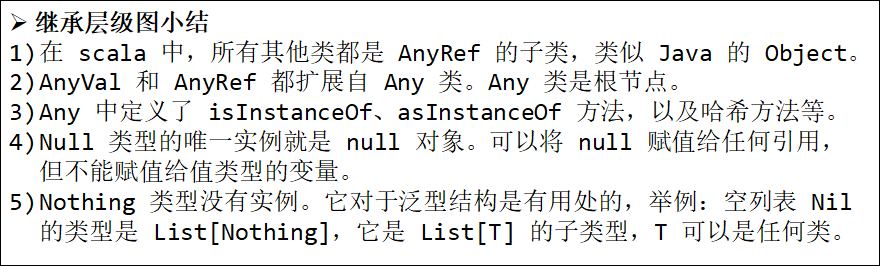 ➢ 继承层级图小结
1)在 scala 中，所有其他类都是 AnyRef 的子类，类似 Java 的 Object。
2)AnyVal 和 AnyRef 都扩展自 Any 类。Any 类是根节点。
3)Any 中定义了 isInstanceOf、asInstanceOf 方法，以及哈希方法等。
4)Null 类型的唯一实例就是 null 对象。可以将 null 赋值给任何引用，
但不能赋值给值类型的变量。
5)Nothing 类型没有实例。它对于泛型结构是有用处的，举例：空列表 Nil
的类型是 List[Nothing]，它是 List[T] 的子类型，T 可以是任何类。